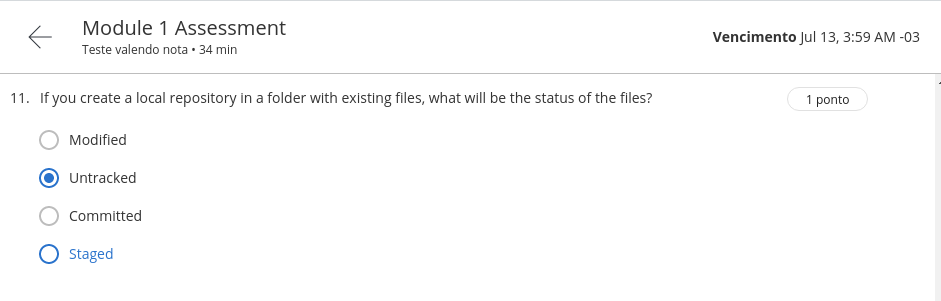 Module 1 Assessment
Teste valendo nota • 34 min
Vencimento Jul 13, 3:59 AM -03
11. If you create a local repository in a folder with existing files, what will be the status of the files?
1 ponto
Modified
Untracked
Committed
Staged